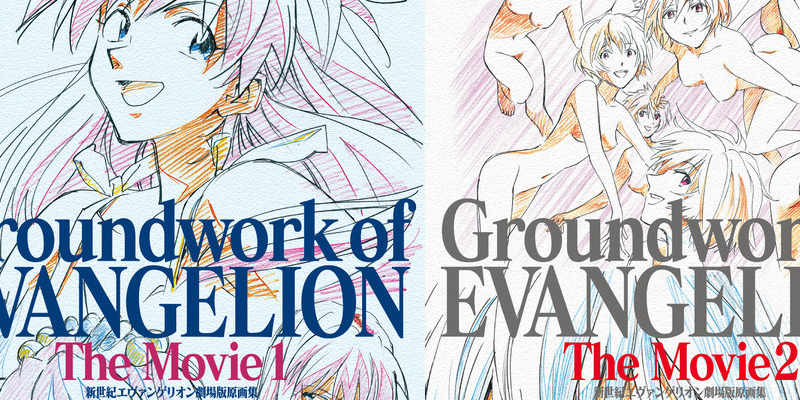 roundwork of
VANGELION
The Movie 1
新世紀エヴァンゲリオン劇場版原画集
Groundwor
EVANGELI
The Movie 2
新世紀エヴァンゲリオン劇場版原画集